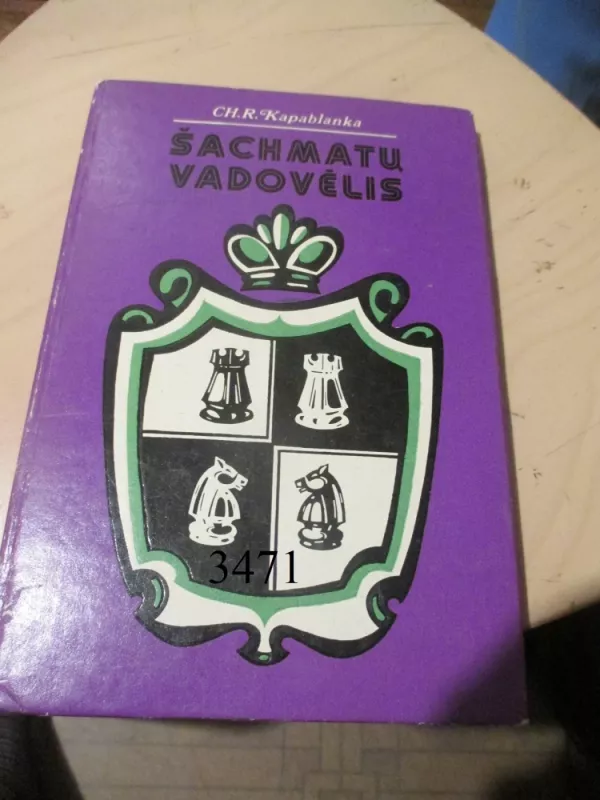 CH.R.Kapablanka
ŠACHMATŲ
VADOVĖLIS
3471